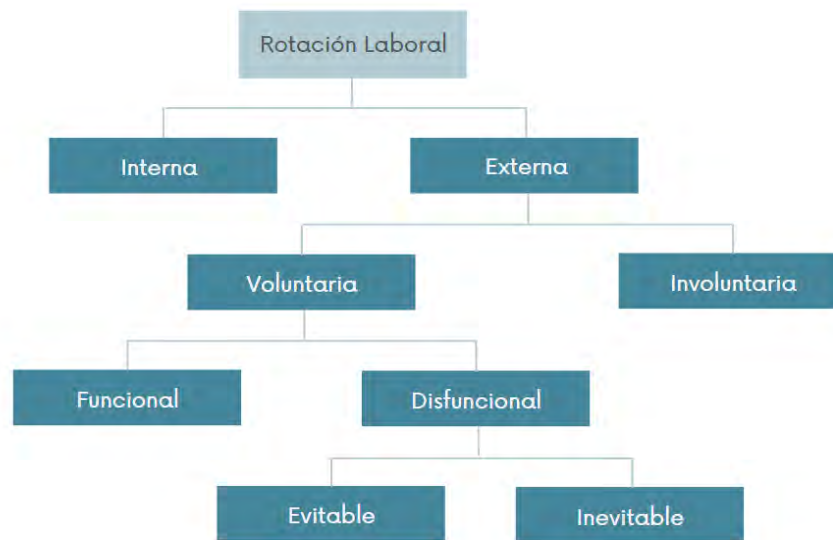 Rotación Laboral
Interna
Externa
Voluntaria
Involuntaria
Funcional
Disfuncional
Evitable
Inevitable